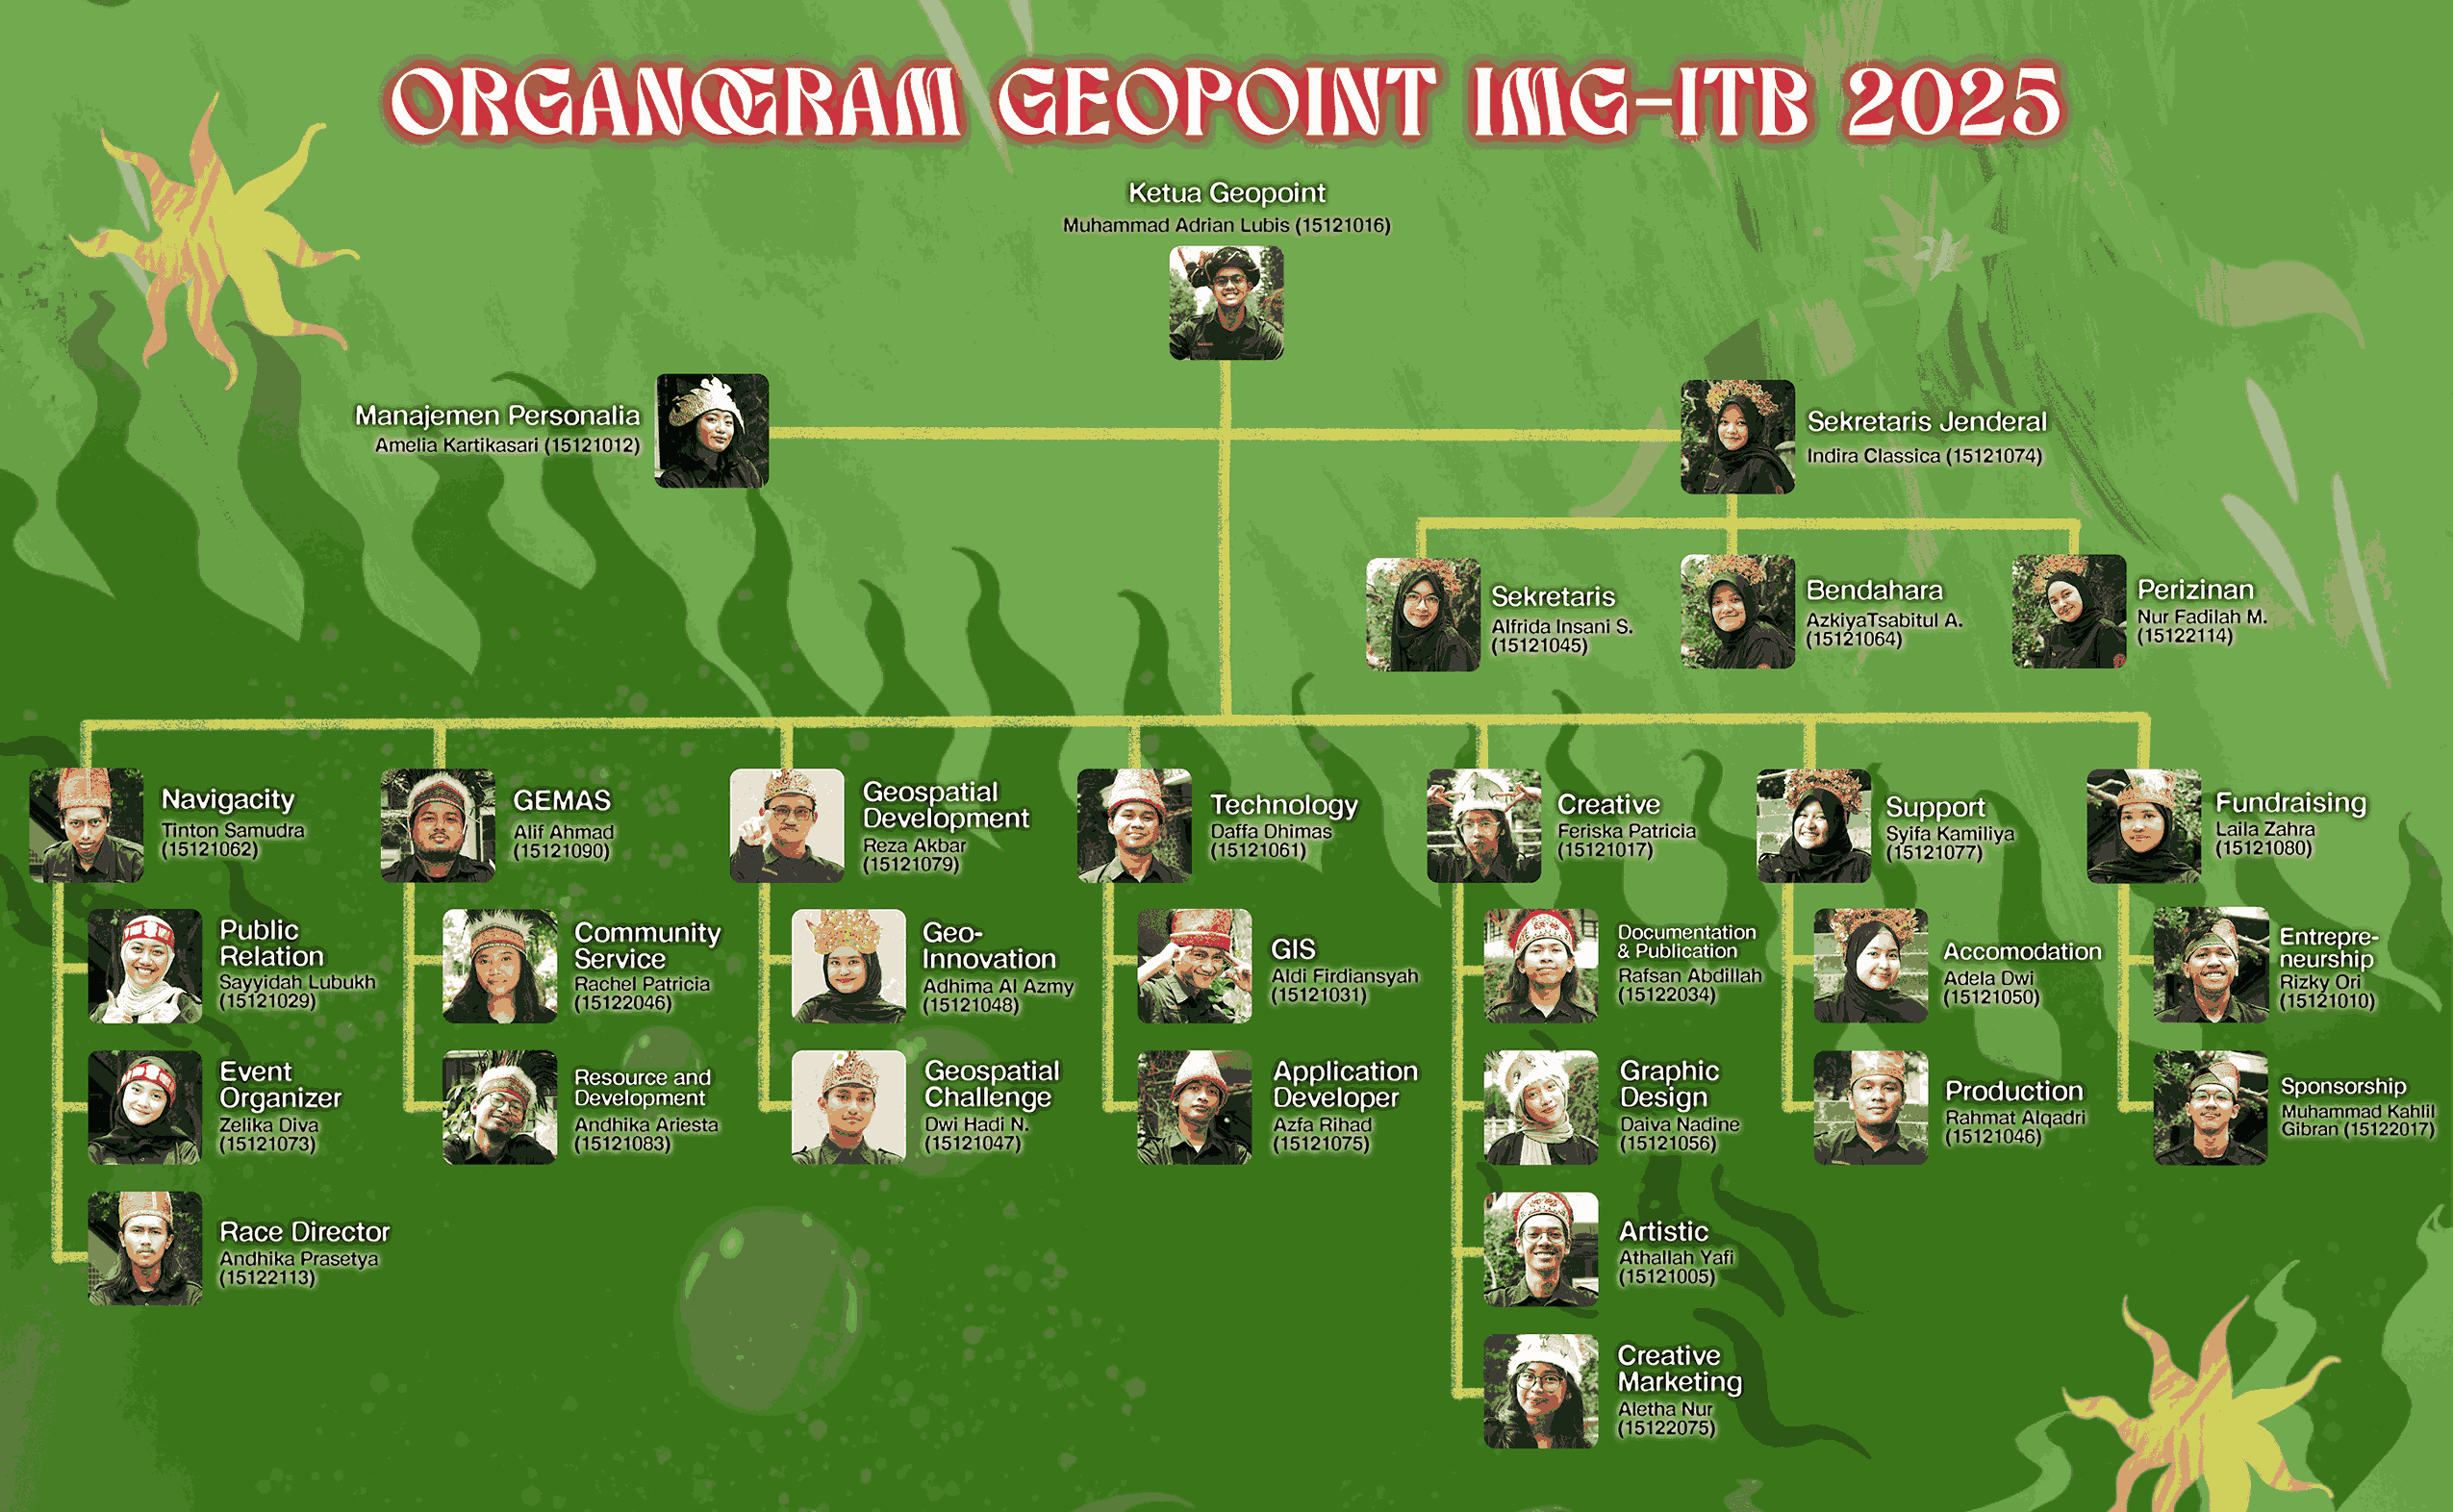 ORGANOGRAM GEOPOINT IMG-ITB 2025
Ketua Geopoint
Muhammad Adrian Lubis (15121016)
Manajemen Personalia
Amelia Kartikasari (15121012)
Sekretaris Jenderal
Indira Classica (15121074)
Sekretaris
Alfrida Insani S.
(15121045)
Bendahara
AzkiyaTsabitul A.
(15121064)
Perizinan
Nur Fadilah M.
(15122114)
Navigacity
Tinton Samudra
(15121062)
GEMAS
Alif Ahmad
(15121090)
Geospatial
Development
Reza Akbar
(15121079)
Technology
Daffa Dhimas
(15121061)
Creative
Feriska Patricia
(15121017)
Support
Syifa Kamiliya
(15121077)
Fundraising
Laila Zahra
(15121080)
Public
Relation
Sayyidah Lubukh
(15121029)
Community
Service
Rachel Patricia
(15122046)
Geo-
Innovation
Adhima Al Azmy
(15121048)
GIS
Aldi Firdiansyah
(15121031)
Documentation
& Publication
Rafsan Abdillah
(15122034)
Accomodation
Adela Dwi
(15121050)
Entrepre-
neurship
Rizky Ori
(15121010)
Event
Organizer
Zelika Diva
(15121073)
Resource and
Development
Andhika Ariesta
(15121083)
Geospatial
Challenge
Dwi Hadi N.
(15121047)
Application
Developer
Azfa Rihad
(15121075)
Graphic
Design
Daiva Nadine
(15121056)
Production
Rahmat Alqadri
(15121046)
Sponsorship
Muhammad Kahlil
Gibran (15122017)
Race Director
Andhika Prasetya
(15122113)
Artistic
Athallah Yafi
(15121005)
Creative
Marketing
Aletha Nur
(15122075)